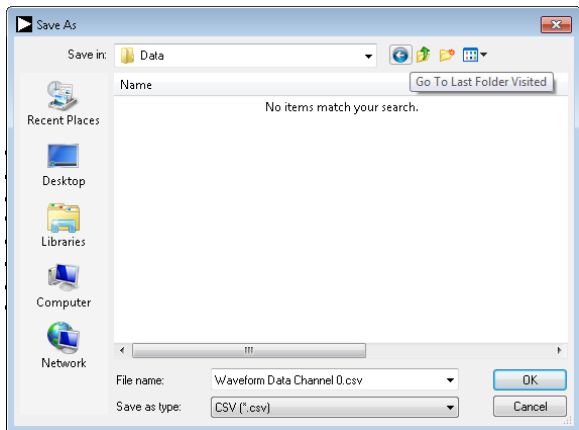 Save As
Save in: Data
Go To Last Folder Visited
Name
No items match your search.
Recent Places
Desktop
Libraries
Computer
Network
File name: Waveform Data Channel 0.csv OK
Save as type: CSV (*.csv) Cancel